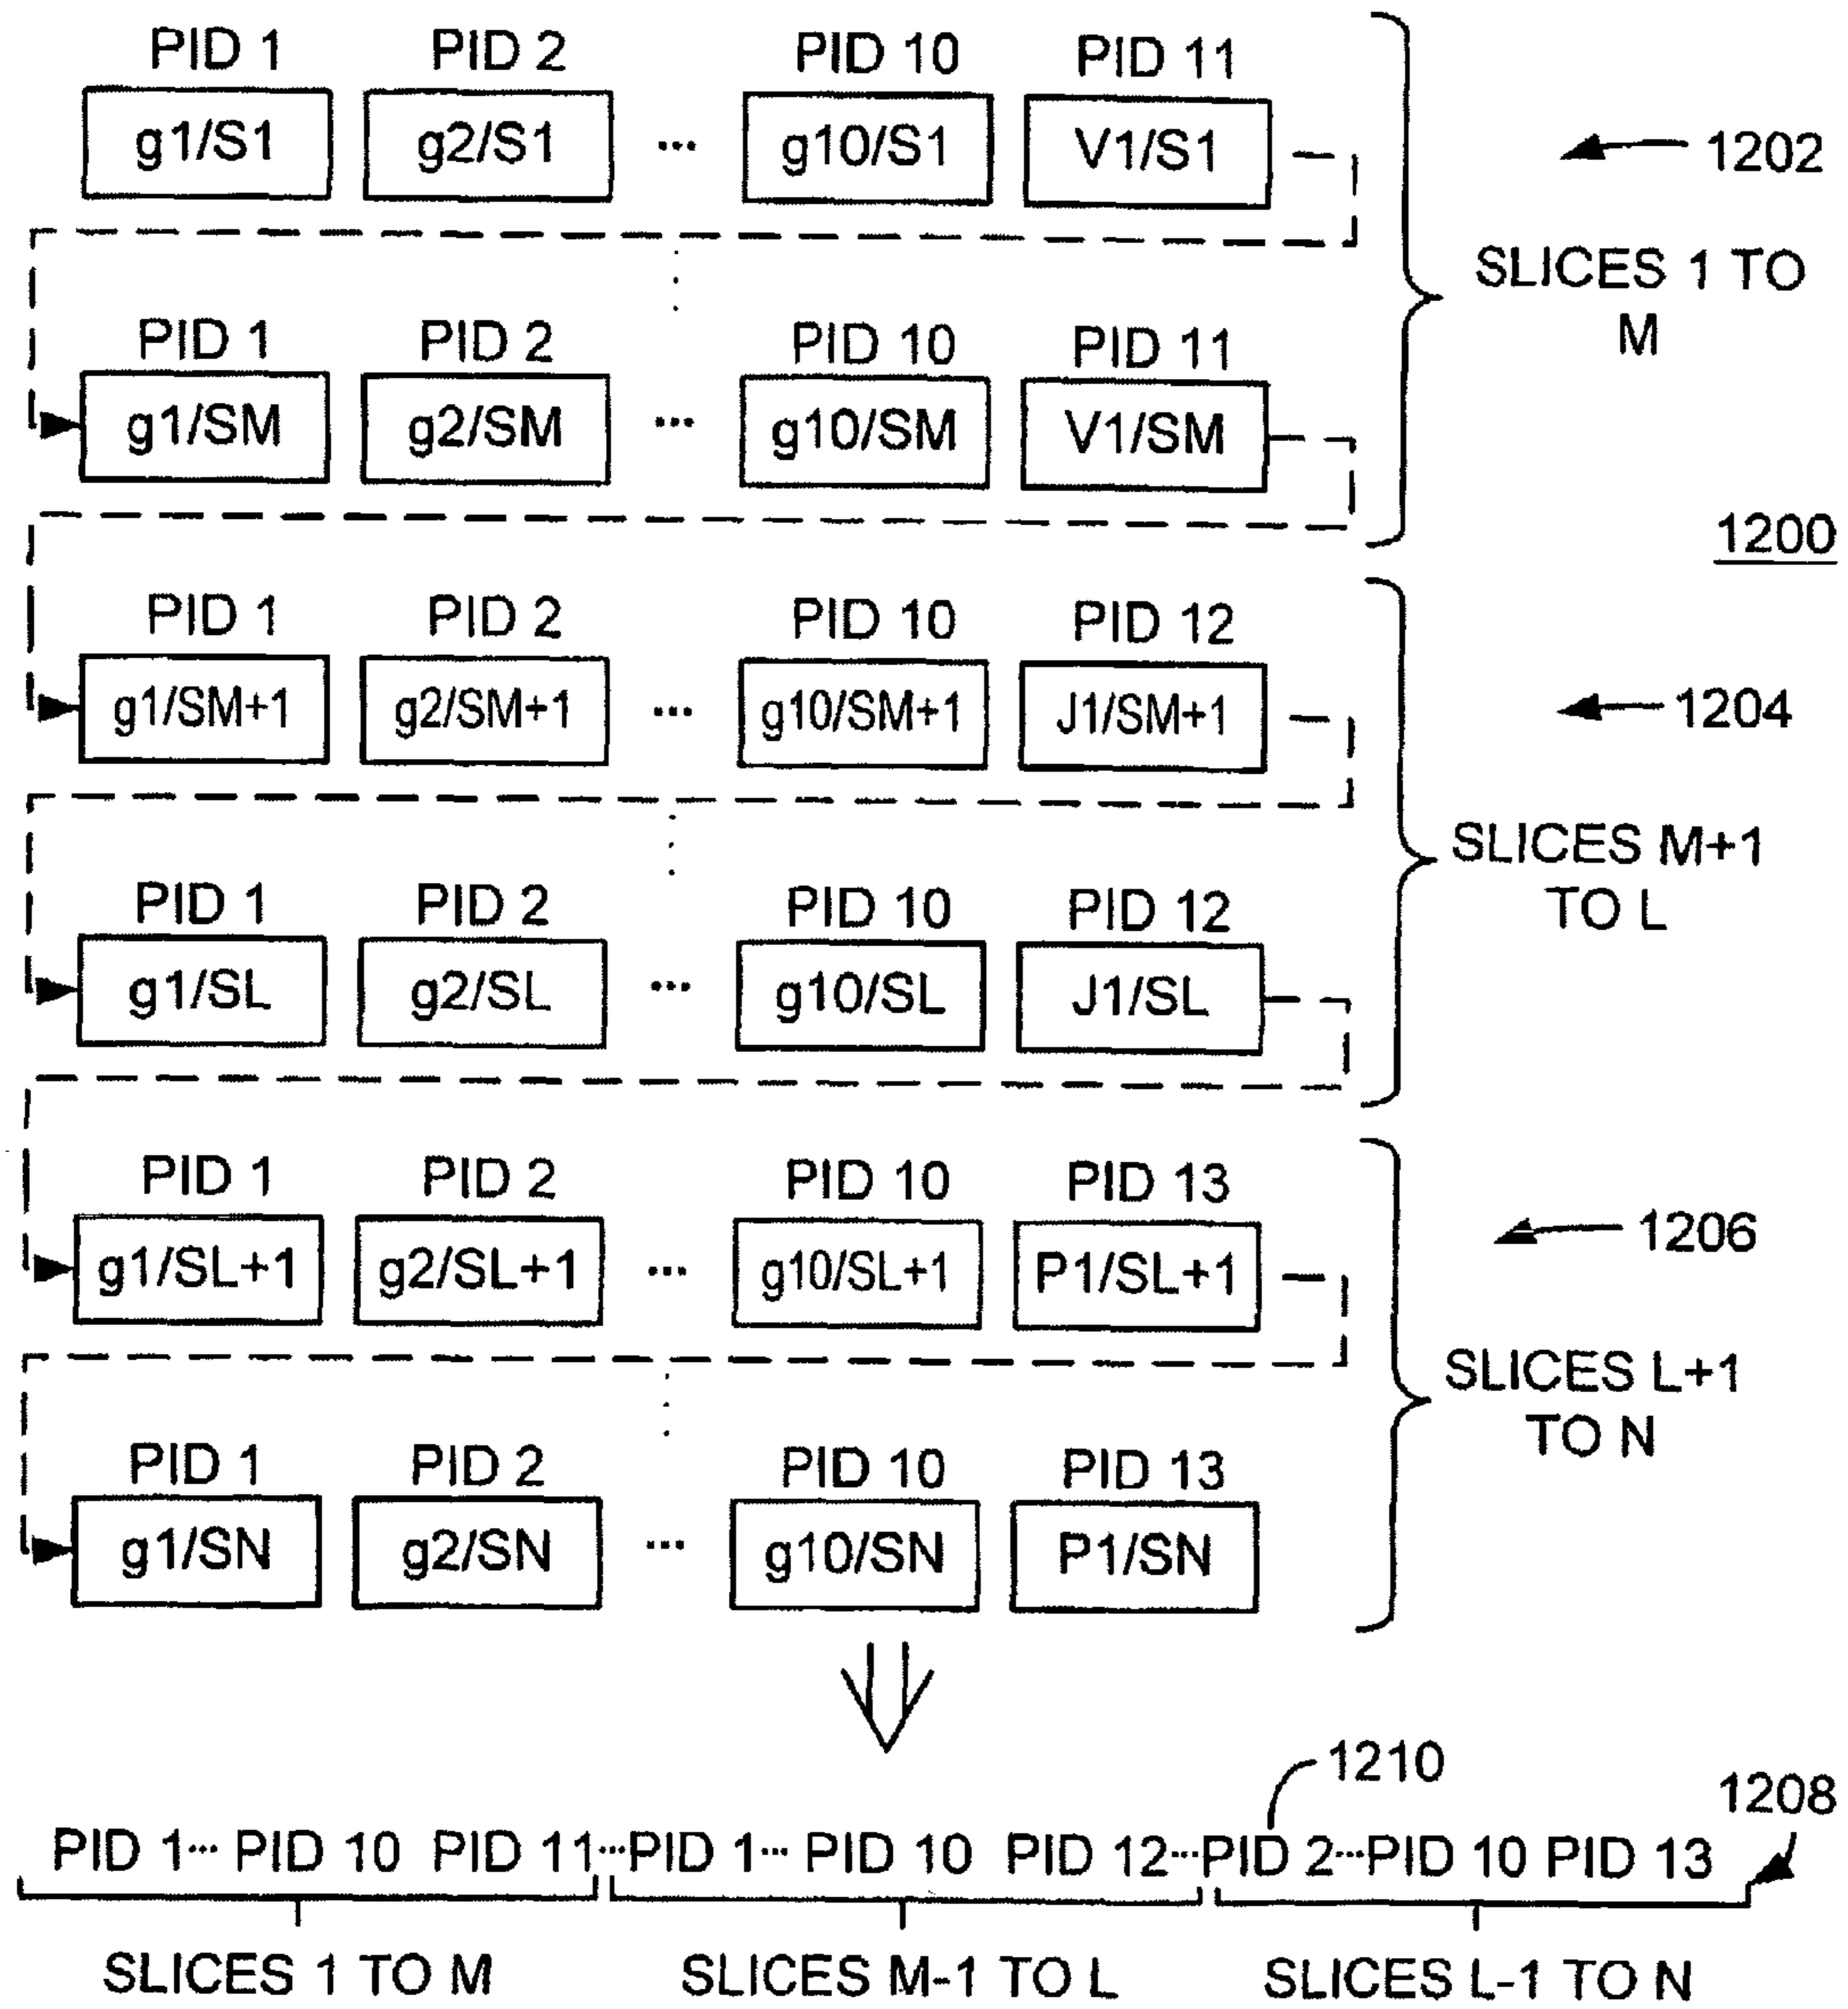 PID 1 PID 2 PID 10 PID 11
g1/S1 g2/S1 ... g10/S1 V1/S1
1202
SLICES 1 TO
M
PID 1 PID 2 PID 10 PID 11
g1/SM g2/SM ... g10/SM V1/SM
1200
PID 1 PID 2 PID 10 PID 12
g1/SM+1 g2/SM+1 ... g10/SM+1 J1/SM+1
1204
SLICES M+1
TO L
PID 1 PID 2 PID 10 PID 12
g1/SL g2/SL ... g10/SL J1/SL
PID 1 PID 2 PID 10 PID 13
g1/SL+1 g2/SL+1 ... g10/SL+1 P1/SL+1
1206
SLICES L+1
TO N
PID 1 PID 2 PID 10 PID 13
g1/SN g2/SN ... g10/SN P1/SN
1210
1208
PID 1... PID 10 PID 11...PID 1... PID 10 PID 12...PID 2...PID 10 PID 13
SLICES 1 TO M SLICES M-1 TO L SLICES L-1 TO N